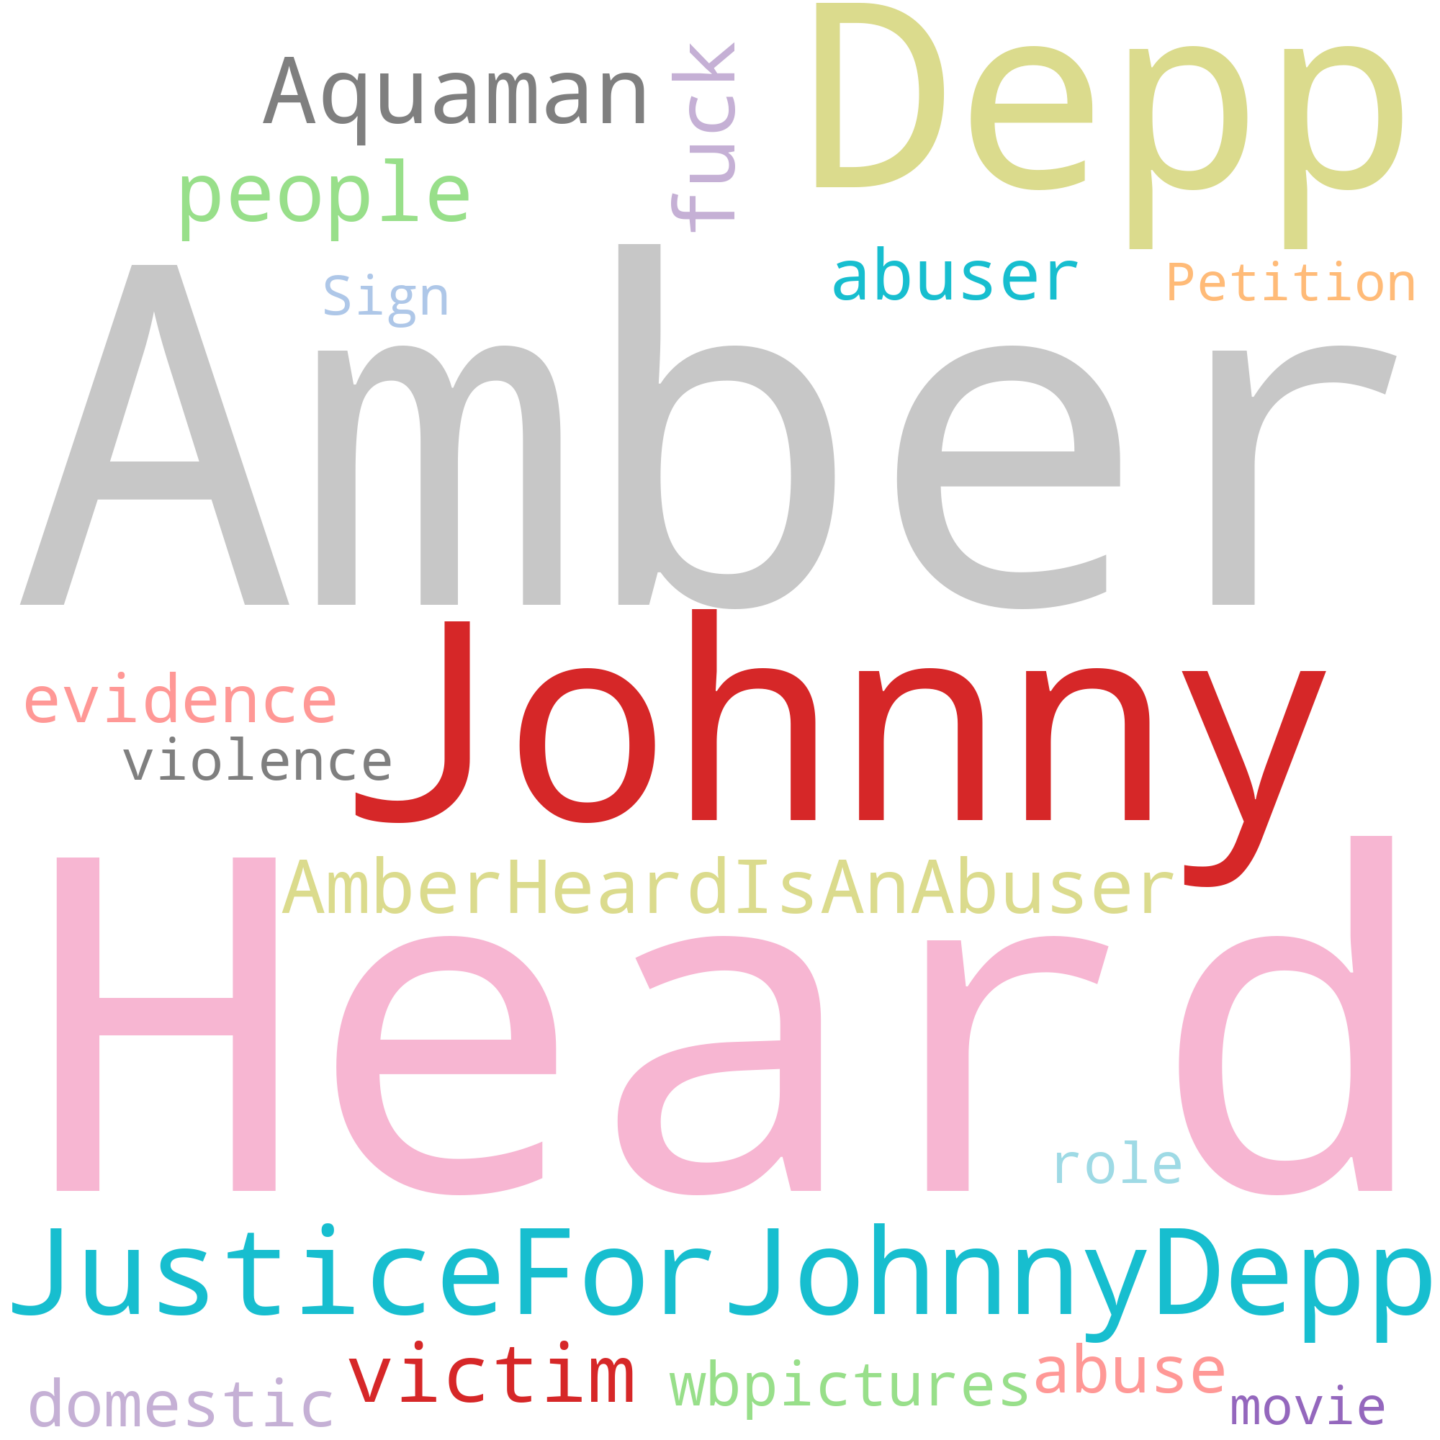 Depp
Aquaman
fuck
people
abuser
Petition
Sign
Amber
Johnny
evidence
violence
AmberHeardIsAnAbuser
Heard
role
JusticeForJohnnyDepp
victim
wbpictures
abuse
domestic
movie